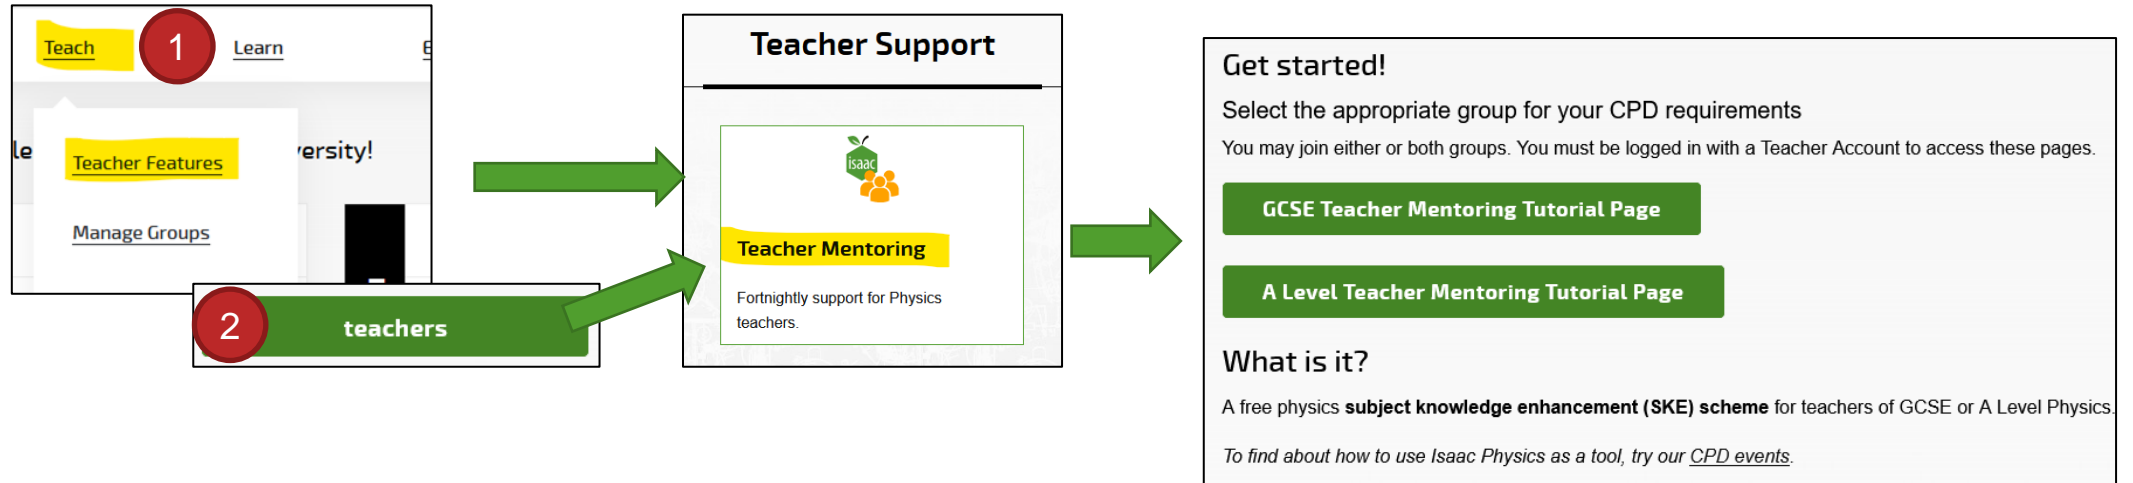 Teach
1
Learn
E
le
Teacher Features
versity!
Manage Groups
2
teachers
Teacher Support
isaac
Teacher Mentoring
Fortnightly support for Physics
teachers.
Get started!
Select the appropriate group for your CPD requirements
You may join either or both groups. You must be logged in with a Teacher Account to access these pages.
GCSE Teacher Mentoring Tutorial Page
A Level Teacher Mentoring Tutorial Page
What is it?
A free physics subject knowledge enhancement (SKE) scheme for teachers of GCSE or A Level Physics.
To find about how to use Isaac Physics as a tool, try our CPD events.